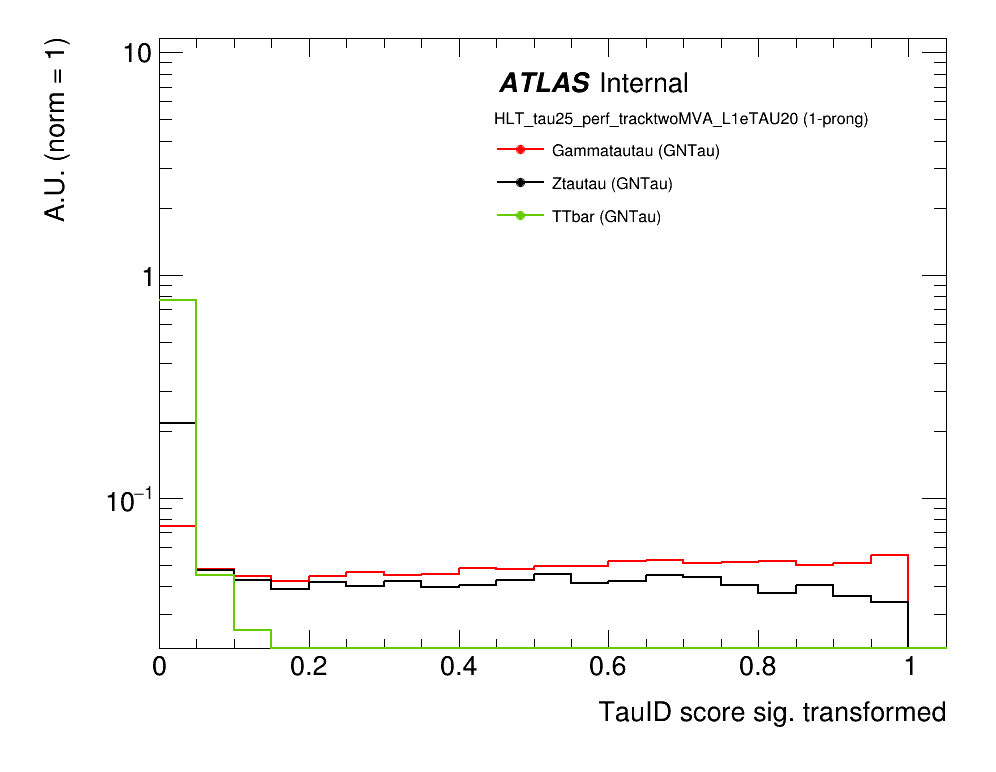 A.U. (norm = 1)
10
1
10⁻¹
ATLAS Internal
HLT_tau25_perf_tracktwoMVA_L1eTAU20 (1-prong)
Gammatautau (GNTau)
Ztautau (GNTau)
TTbar (GNTau)
0 0.2 0.4 0.6 0.8 1
TauID score sig. transformed